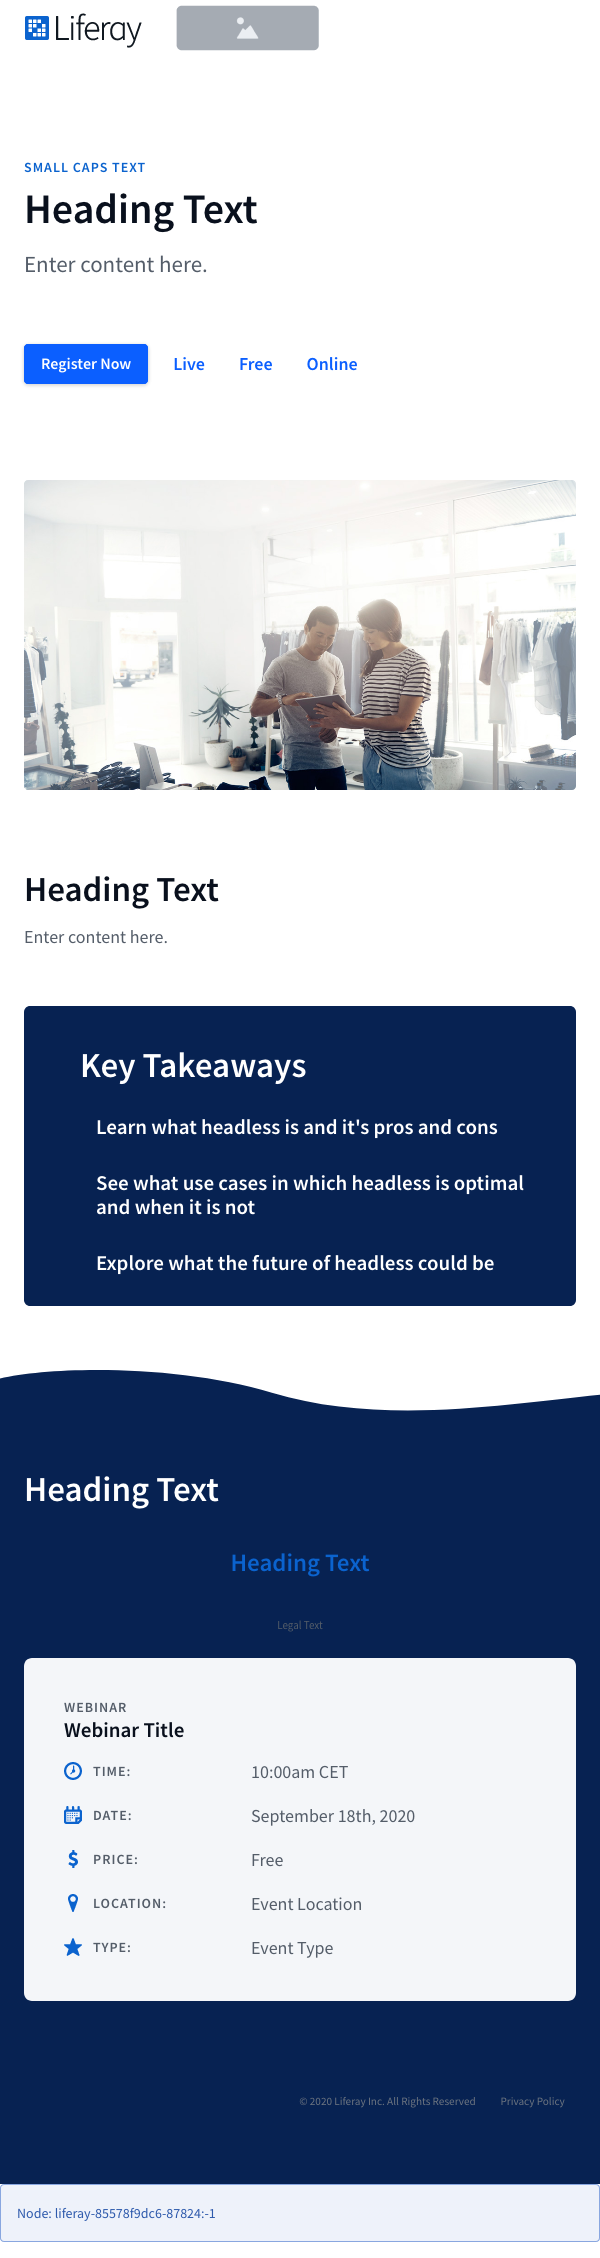 Liferay
SMALL CAPS TEXT
Heading Text
Enter content here.
Register Now
Live
Free
Online
Heading Text
Enter content here.
Key Takeaways
Learn what headless is and it's pros and cons
See what use cases in which headless is optimal
and when it is not
Explore what the future of headless could be
Heading Text
Heading Text
Legal Text
WEBINAR
Webinar Title
TIME: 10:00am CET
DATE: September 18th, 2020
PRICE: Free
LOCATION: Event Location
TYPE: Event Type
© 2020 Liferay Inc. All Rights Reserved Privacy Policy
Node: liferay-85578f9dc6-87824:-1